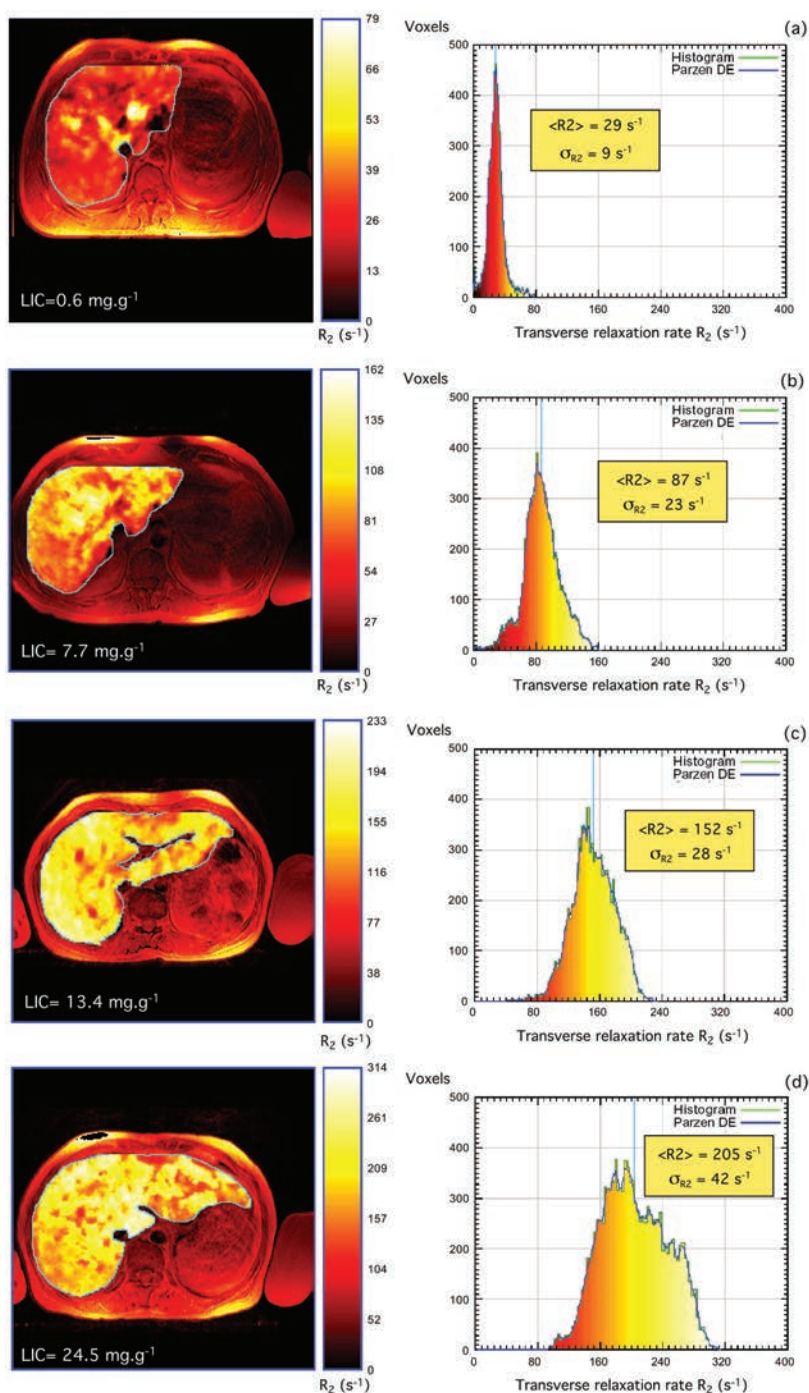 Voxels
(a)
79
66
53
39
26
13
0
R2 (s-1)
LIC=0.6 mg.g-1
500
400
300
200
100
0
Histogram
Parzen DE
<R2> = 29 s-1
σR2 = 9 s-1
0 80 160 240 320 400
Transverse relaxation rate R2 (s-1)
Voxels
(b)
162
135
108
81
54
27
0
R2 (s-1)
LIC= 7.7 mg.g-1
500
400
300
200
100
0
Histogram
Parzen DE
<R2> = 87 s-1
σR2 = 23 s-1
0 80 160 240 320 400
Transverse relaxation rate R2 (s-1)
Voxels
(c)
233
194
155
116
77
38
0
R2 (s-1)
LIC= 13.4 mg.g-1
500
400
300
200
100
0
Histogram
Parzen DE
<R2> = 152 s-1
σR2 = 28 s-1
0 80 160 240 320 400
Transverse relaxation rate R2 (s-1)
Voxels
(d)
314
261
209
157
104
52
0
R2 (s-1)
LIC= 24.5 mg.g-1
500
400
300
200
100
0
Histogram
Parzen DE
<R2> = 205 s-1
σR2 = 42 s-1
0 80 160 240 320 400
Transverse relaxation rate R2 (s-1)